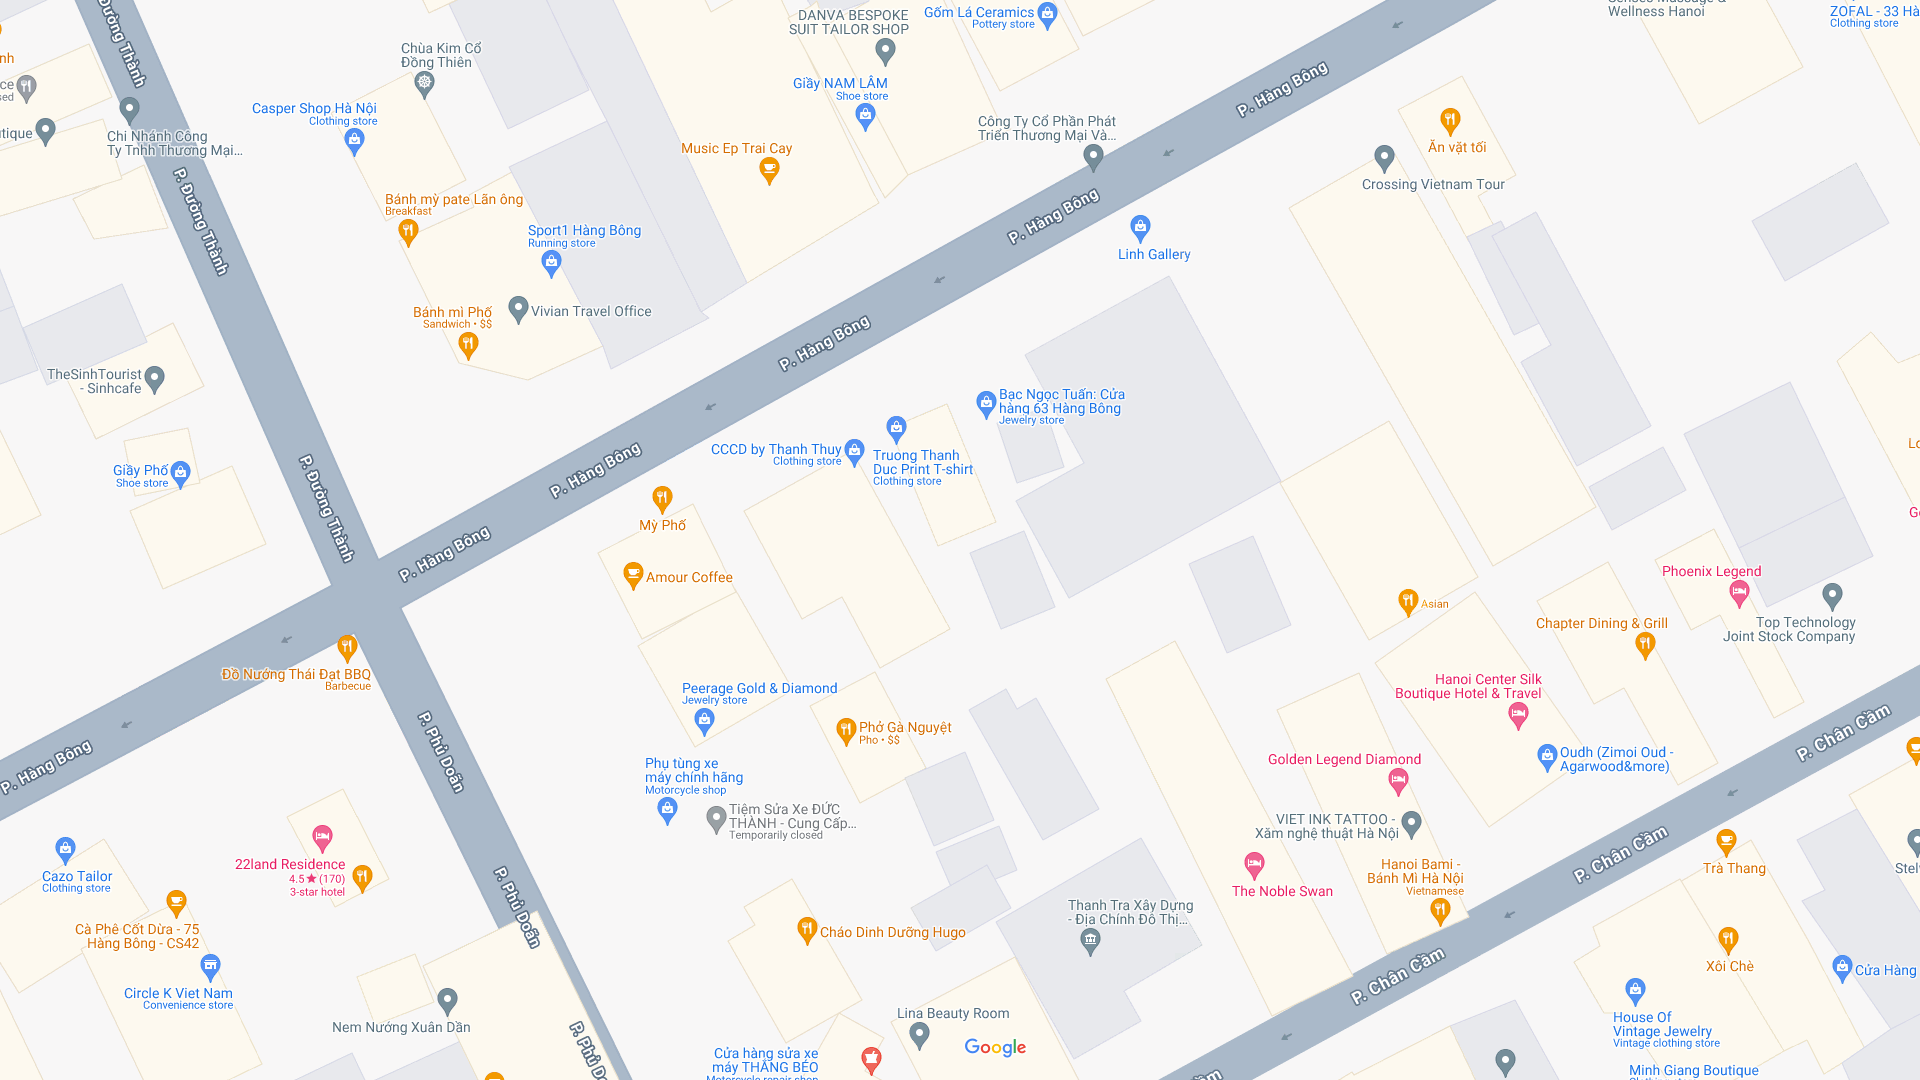 DANVA BESPOKE
SUIT TAILOR SHOP
Gốm Lá Ceramics
Pottery store
Wellness Hanoi
ZOFAL - 33 Hà
Clothing store
P. Đường Thành
Chùa Kim Cổ
Đồng Thiên
Casper Shop Hà Nội
Clothing store
Giầy NAM LÂM
Shoe store
Chi Nhánh Công
Ty Tnhh Thương Mại...
Music Ep Trai Cay
Công Ty Cổ Phần Phát
Triển Thương Mại Và...
P. Hàng Bông
Ăn vặt tối
Crossing Vietnam Tour
P. Đường Thành
Bánh mỳ pate Lãn ông
Breakfast
Sport1 Hàng Bông
Running store
P. Hàng Bông
Linh Gallery
Bánh mì Phố
Sandwich • $$
Vivian Travel Office
P. Hàng Bông
TheSinhTourist
- Sinhcafe
Bạc Ngọc Tuấn: Cửa
hàng 63 Hàng Bông
Jewelry store
CCCD by Thanh Thuy
Clothing store
Truong Thanh
Duc Print T-shirt
Clothing store
Giầy Phố
Shoe store
P. Đường Thành
P. Hàng Bông
Mỳ Phố
P. Hàng Bông
Amour Coffee
Phoenix Legend
Asian
Chapter Dining & Grill
Top Technology
Joint Stock Company
Đồ Nướng Thái Đạt BBQ
Barbecue
Peerage Gold & Diamond
Jewelry store
Hanoi Center Silk
Boutique Hotel & Travel
Phở Gà Nguyệt
Pho • $$
P. Hàng Bông
P. Phủ Doãn
P. Chân Cầm
Phụ tùng xe
máy chính hãng
Motorcycle shop
Golden Legend Diamond
Oudh (Zimoi Oud -
Agarwood&more)
Tiệm Sửa Xe ĐỨC
THÀNH - Cung Cấp...
Temporarily closed
VIET INK TATTOO -
Xăm nghệ thuật Hà Nội
P. Chân Cầm
22land Residence
4.5★(170)
3-star hotel
Cazo Tailor
Clothing store
The Noble Swan
Hanoi Bami -
Bánh Mì Hà Nội
Vietnamese
Trà Thang
P. Phủ Doãn
Cà Phê Cốt Dừa - 75
Hàng Bông - CS42
Cháo Dinh Dưỡng Hugo
Thanh Tra Xây Dựng
- Địa Chính Đô Thị...
P. Chân Cầm
Xôi Chè
Cửa Hàng
Circle K Viet Nam
Convenience store
Nem Nướng Xuân Dần
Lina Beauty Room
House Of
Vintage Jewelry
Vintage clothing store
Google
Cửa hàng sửa xe
máy THẮNG BÉO
Motorcycle repair shop
Minh Giang Boutique